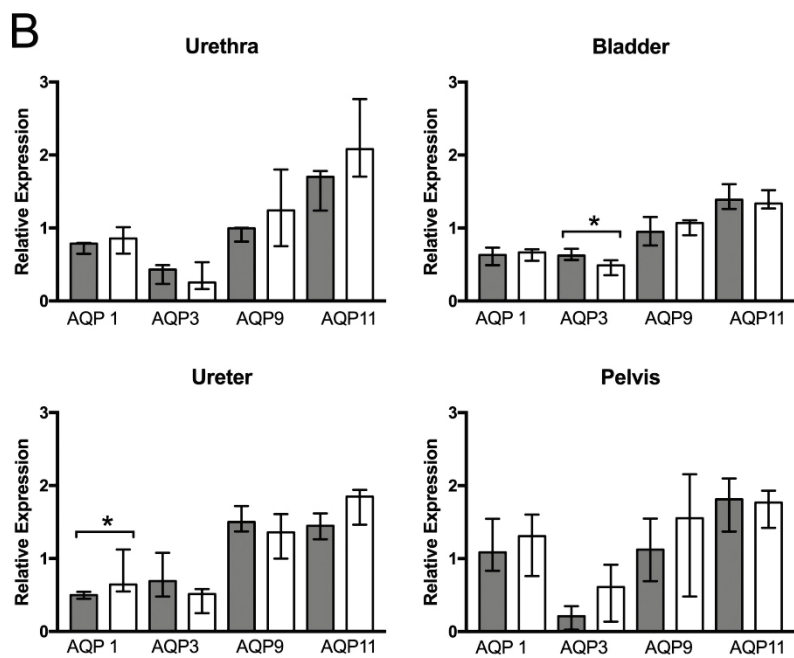 B
Urethra
Relative Expression
3
2
1
0
AQP 1 AQP3 AQP9 AQP11
Bladder
Relative Expression
3
2
1
0
*
AQP 1 AQP3 AQP9 AQP11
Ureter
Relative Expression
3
2
1
0
*
AQP 1 AQP3 AQP9 AQP11
Pelvis
Relative Expression
3
2
1
0
AQP 1 AQP3 AQP9 AQP11